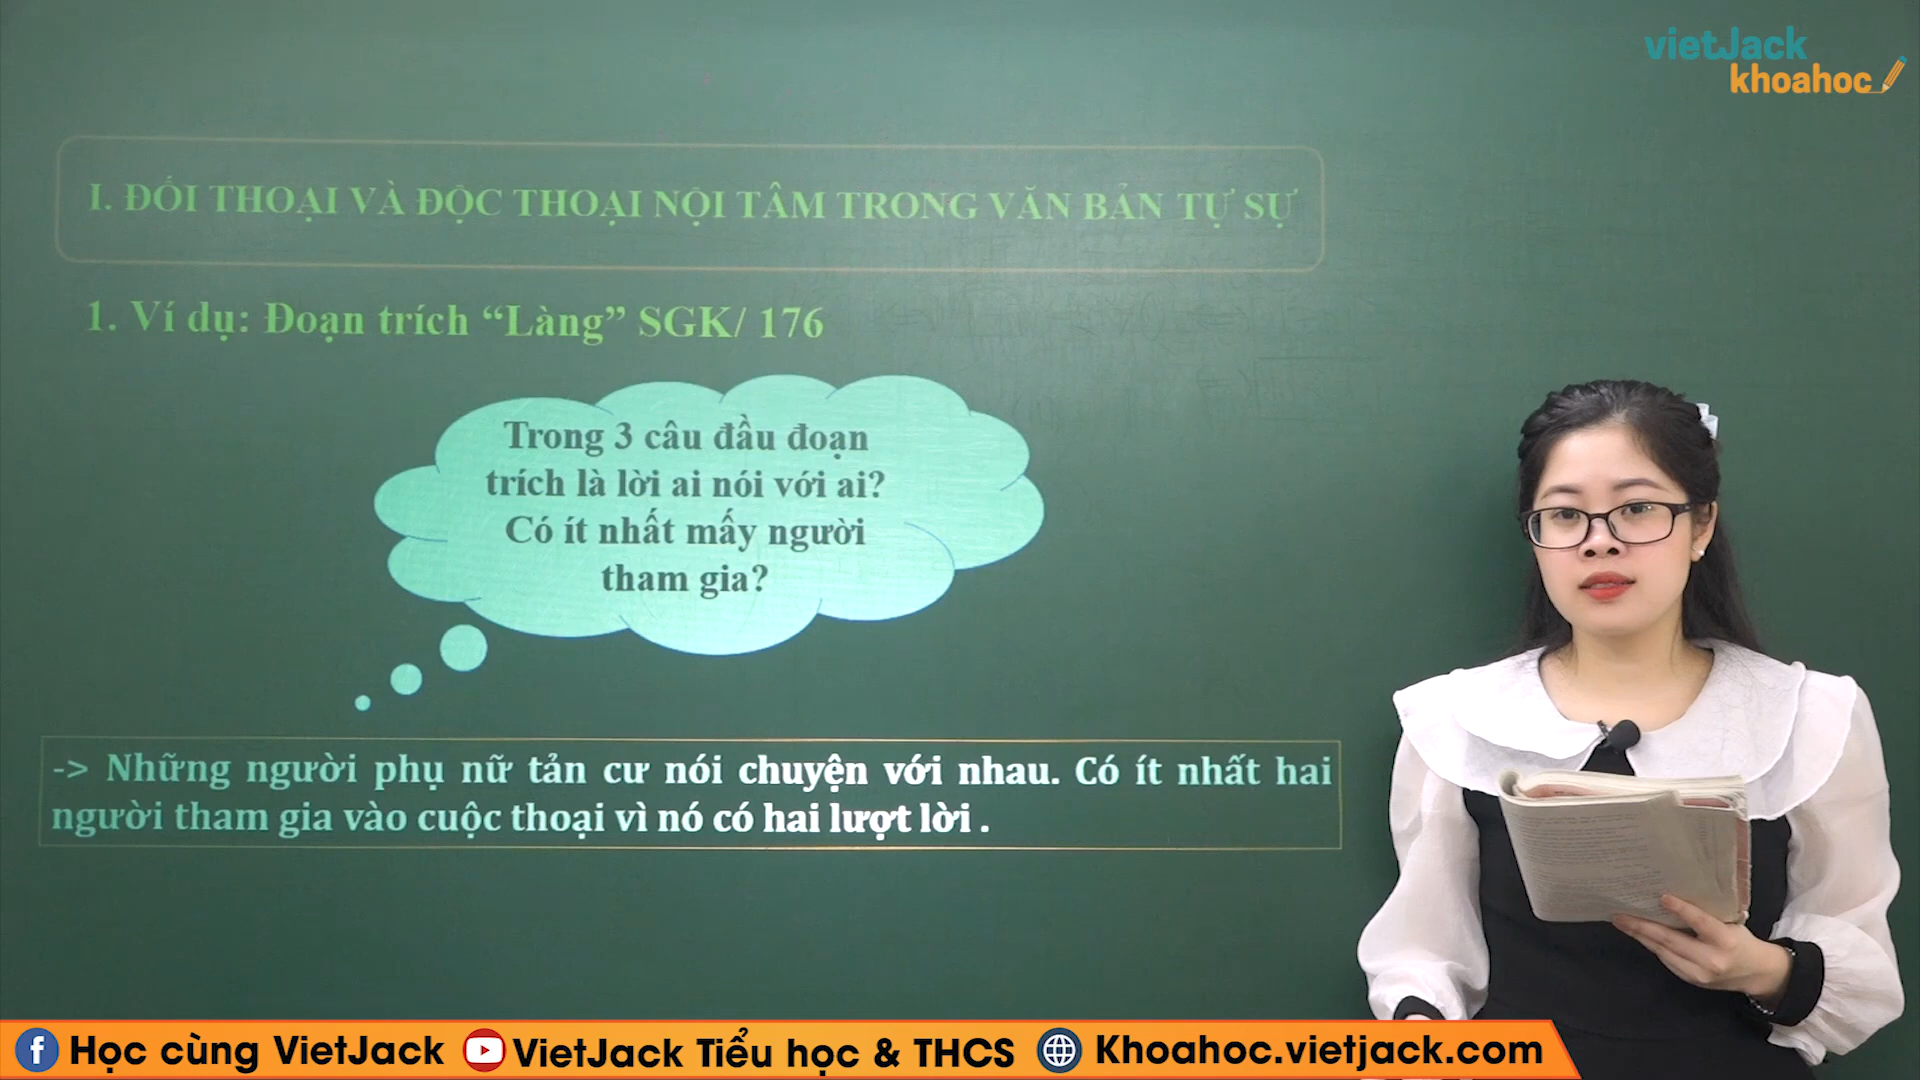 vietJack
khoahoc
I. ĐỐI THOẠI VÀ ĐỘC THOẠI NỘI TÂM TRONG VĂN BẢN TỰ SỰ
1. Ví dụ: Đoạn trích “Làng” SGK/ 176
Trong 3 câu đầu đoạn
trích là lời ai nói với ai?
Có ít nhất mấy người
tham gia?
-> Những người phụ nữ tản cư nói chuyện với nhau. Có ít nhất hai
người tham gia vào cuộc thoại vì nó có hai lượt lời .
Học cùng VietJack VietJack Tiểu học & THCS Khoahoc.vietjack.com